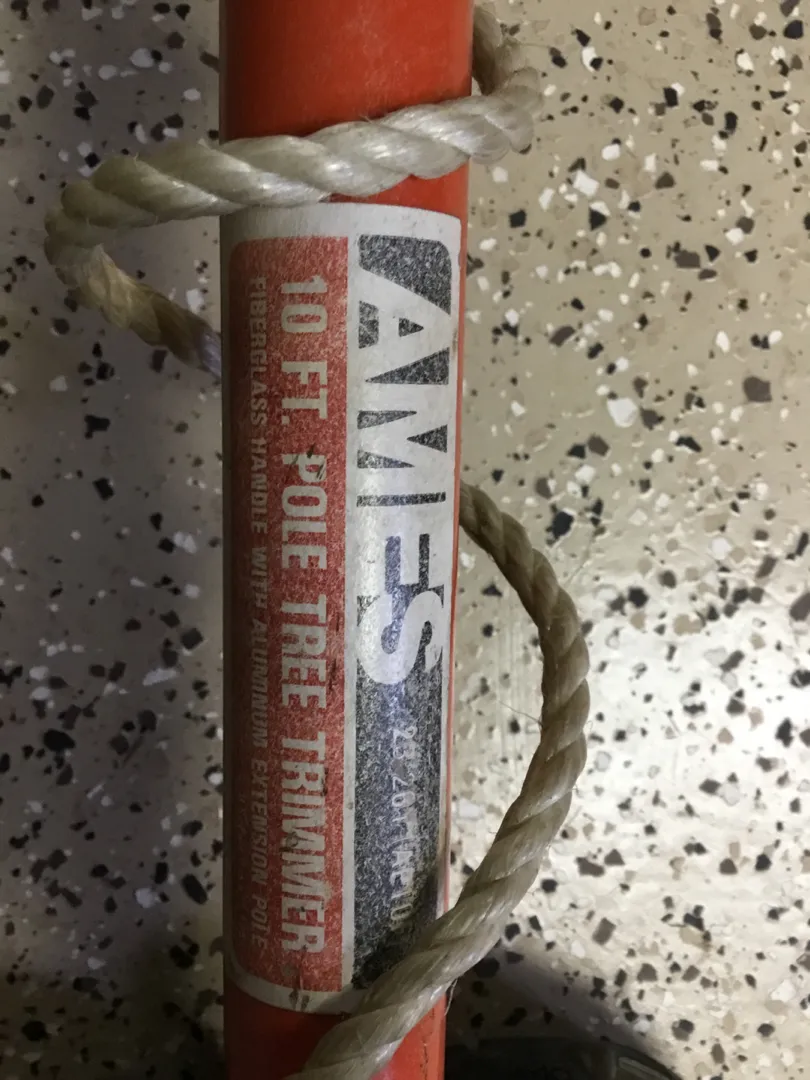 AMES
10 FT. POLE TREE TRIMMER
FIBERGLASS HANDLE WITH ALUMINUM EXTENSION POLE